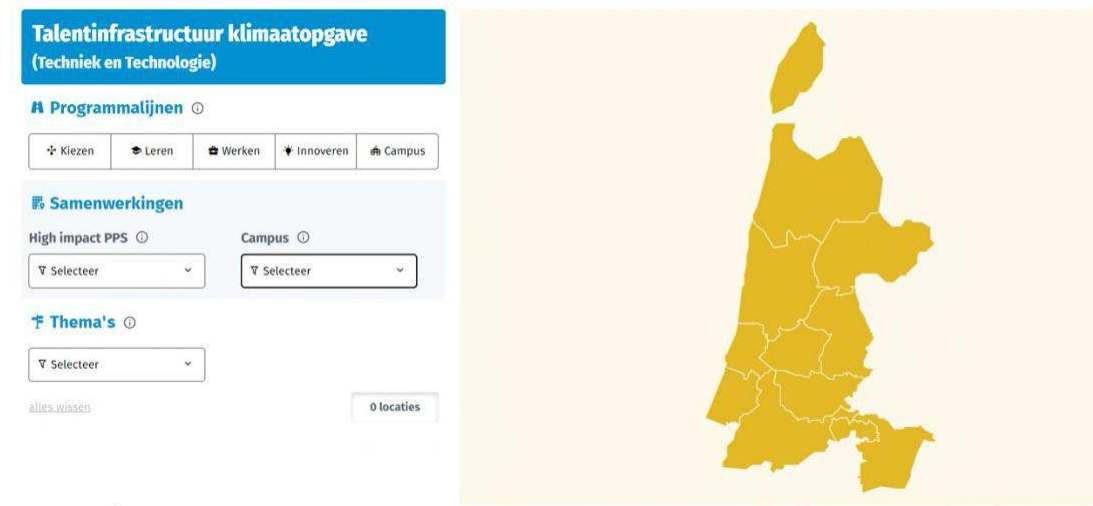 Talentinfrastructuur klimaatopgave
(Techniek en Technologie)
Programmalijnen
Kiezen Leren Werken Innoveren Campus
Samenwerkingen
High impact PPS Campus
Selecteer Selecteer
Thema's
Selecteer
alles wissen 0 locaties